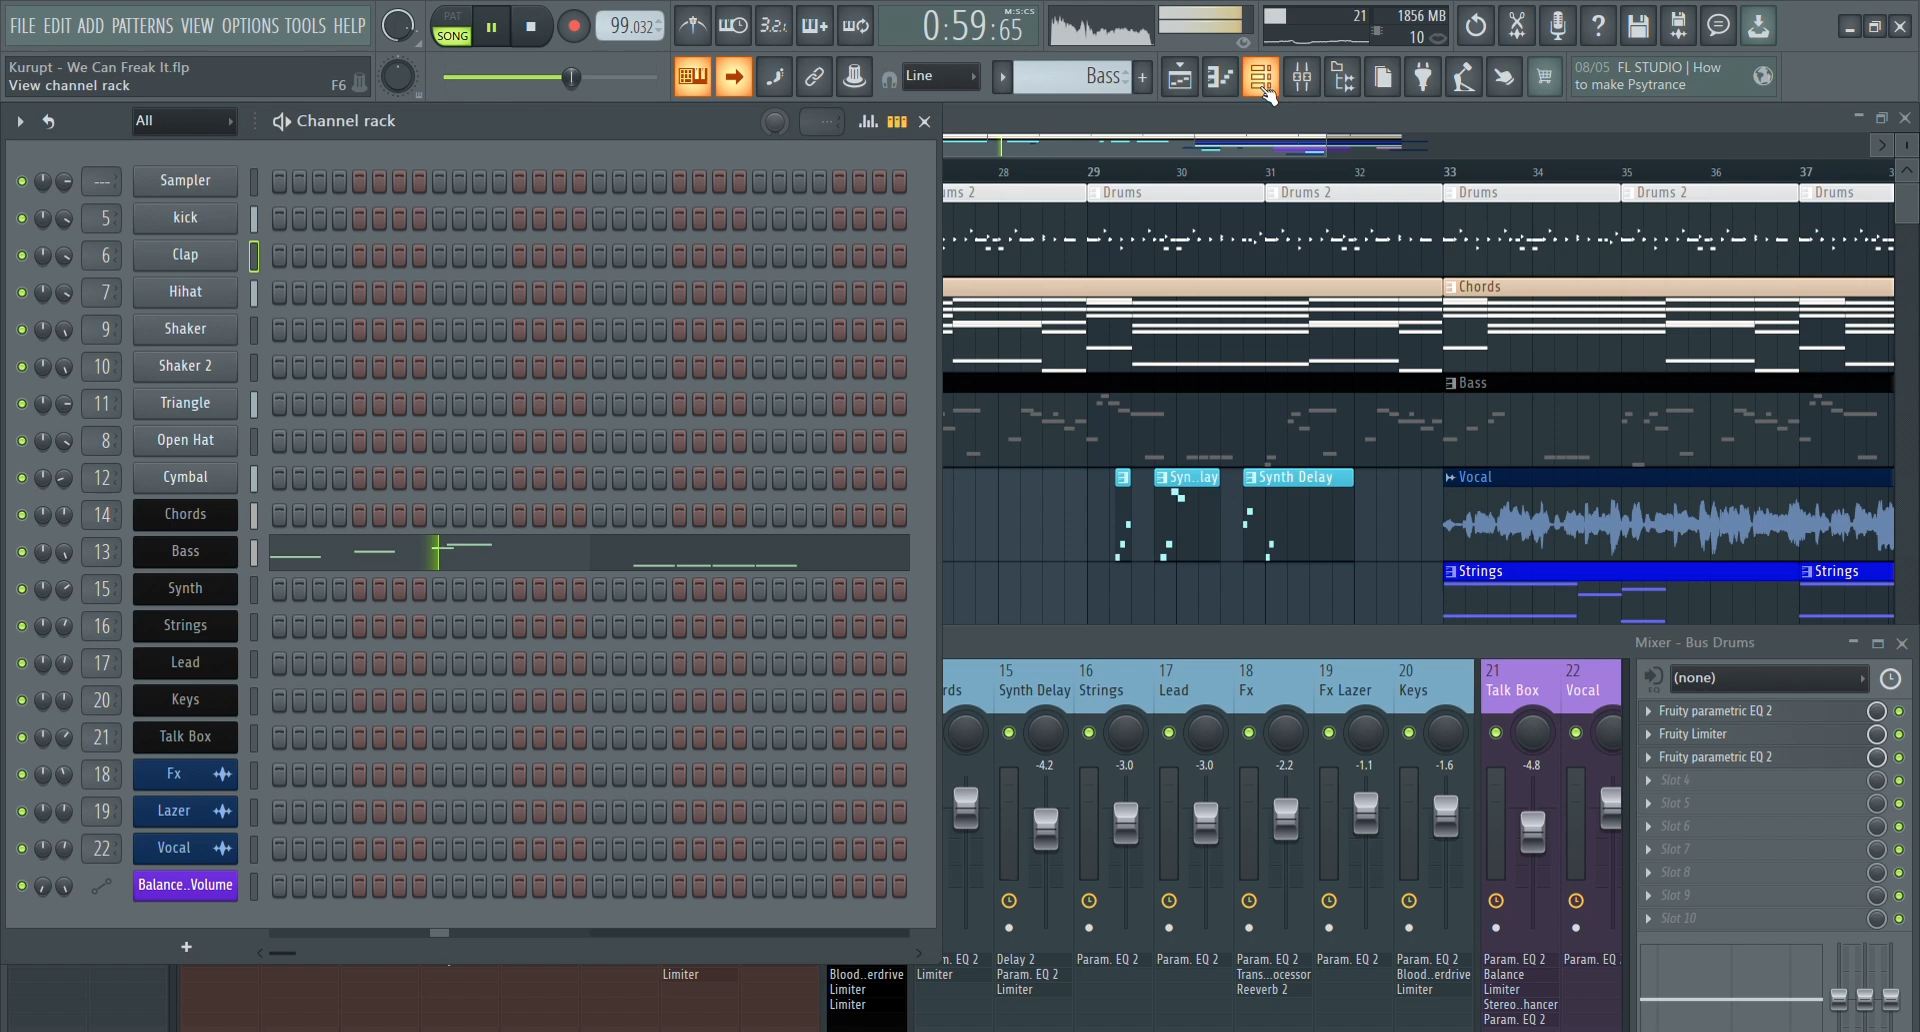 FILE EDIT ADD PATTERNS VIEW OPTIONS TOOLS HELP
PAT
SONG
99.032
3.2.
0:59:65
M:S:CS
21
1856 MB
10
Kurupt - We Can Freak It.flp
View channel rack
F6
Line
Bass
08/05 FL STUDIO | How
to make Psytrance
All
Channel rack
--- Sampler
5 kick
6 Clap
7 Hihat
9 Shaker
10 Shaker 2
11 Triangle
8 Open Hat
12 Cymbal
14 Chords
13 Bass
15 Synth
16 Strings
17 Lead
20 Keys
21 Talk Box
18 Fx
19 Lazer
22 Vocal
Balance..Volume
28 29 30 31 32 33 34 35 36 37
ms 2 Drums Drums 2 Drums Drums 2 Drums
Chords
Bass
Syn..lay Synth Delay Vocal
Strings Strings
Mixer - Bus Drums
15 16 17 18 19 20 21 22
rds Synth Delay Strings Lead Fx Fx Lazer Keys Talk Box Vocal
-4.2 -3.0 -3.0 -2.2 -1.1 -1.6 -4.8
(none)
EQ
Fruity parametric EQ 2
Fruity Limiter
Fruity parametric EQ 2
Slot 4
Slot 5
Slot 6
Slot 7
Slot 8
Slot 9
Slot 10
m. EQ 2 Delay 2 Param. EQ 2 Param. EQ 2 Param. EQ 2 Param. EQ 2 Param. EQ 2 Param. EQ 2 Param. EQ
Limiter Blood..erdrive Limiter Param. EQ 2 Trans...ocessor Blood..erdrive Balance
Limiter Limiter Reeverb 2 Limiter Limiter
Limiter Stereo..hancer
Param. EQ 2